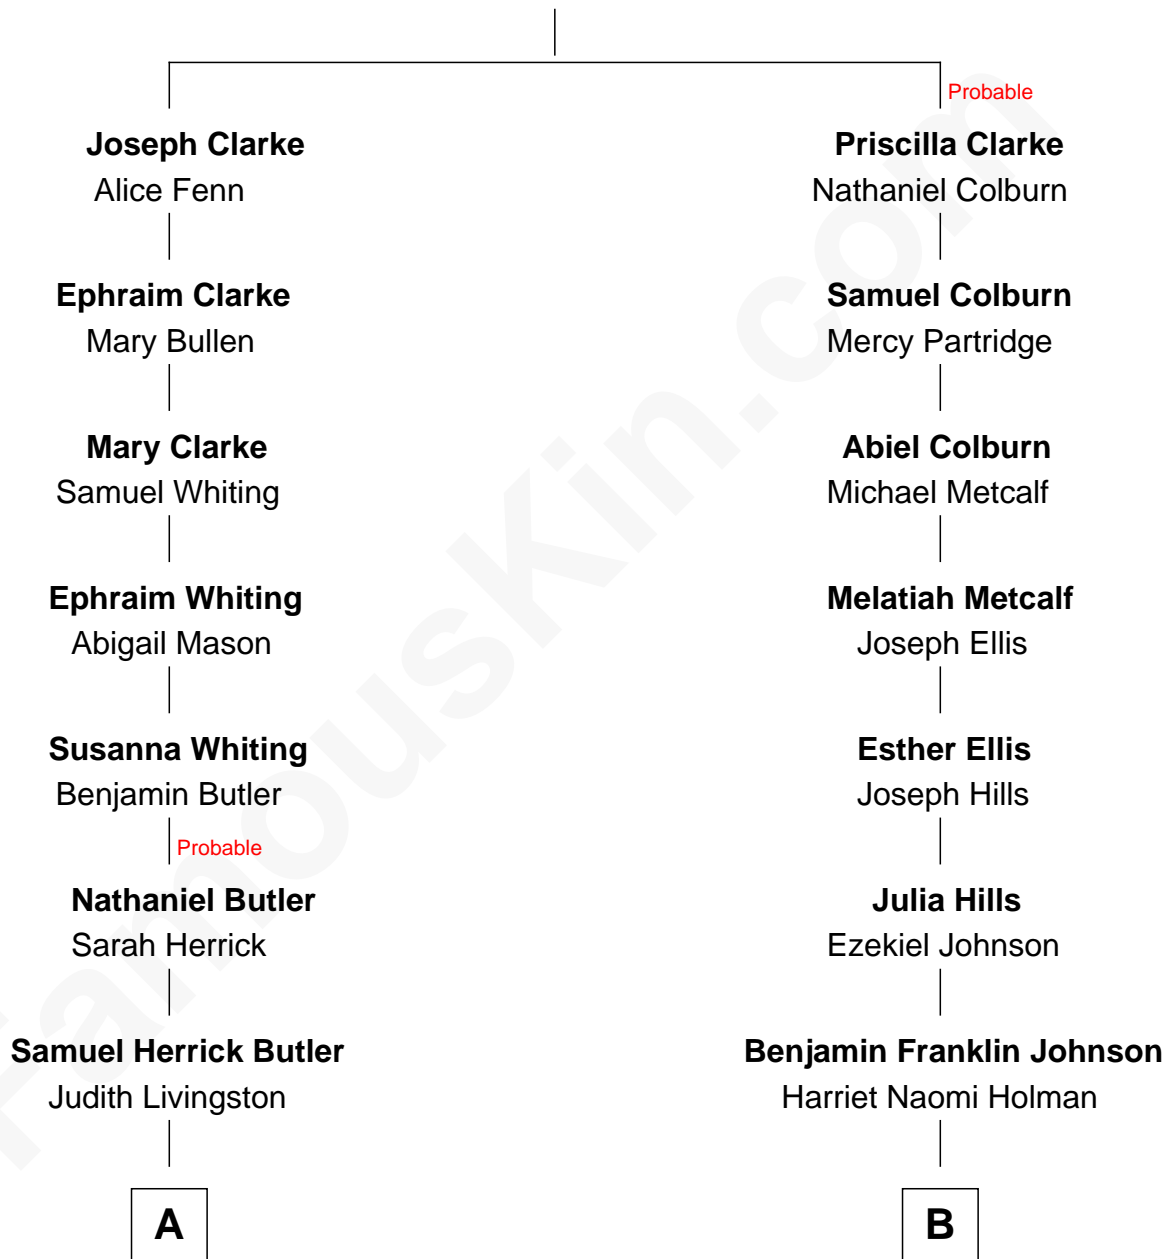 Probable
Joseph Clarke
Alice Fenn
Priscilla Clarke
Nathaniel Colburn
Ephraim Clarke
Mary Bullen
Samuel Colburn
Mercy Partridge
Mary Clarke
Samuel Whiting
Abiel Colburn
Michael Metcalf
Ephraim Whiting
Abigail Mason
Melatiah Metcalf
Joseph Ellis
Susanna Whiting
Benjamin Butler
Esther Ellis
Joseph Hills
Probable
Nathaniel Butler
Sarah Herrick
Julia Hills
Ezekiel Johnson
Samuel Herrick Butler
Judith Livingston
Benjamin Franklin Johnson
Harriet Naomi Holman
A
B
FamousKin.com